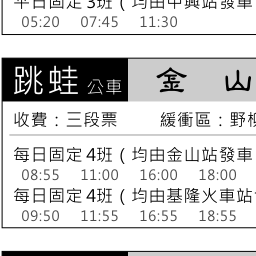 平日固定 3班 ( 均由中興站發車
05:20 07:45 11:30
跳蛙 公車 金 山
收費：三段票 緩衝區：野柳
每日固定 4班 ( 均由金山站發車
08:55 11:00 16:00 18:00
每日固定 4班 ( 均由基隆火車站
09:50 11:55 16:55 18:55